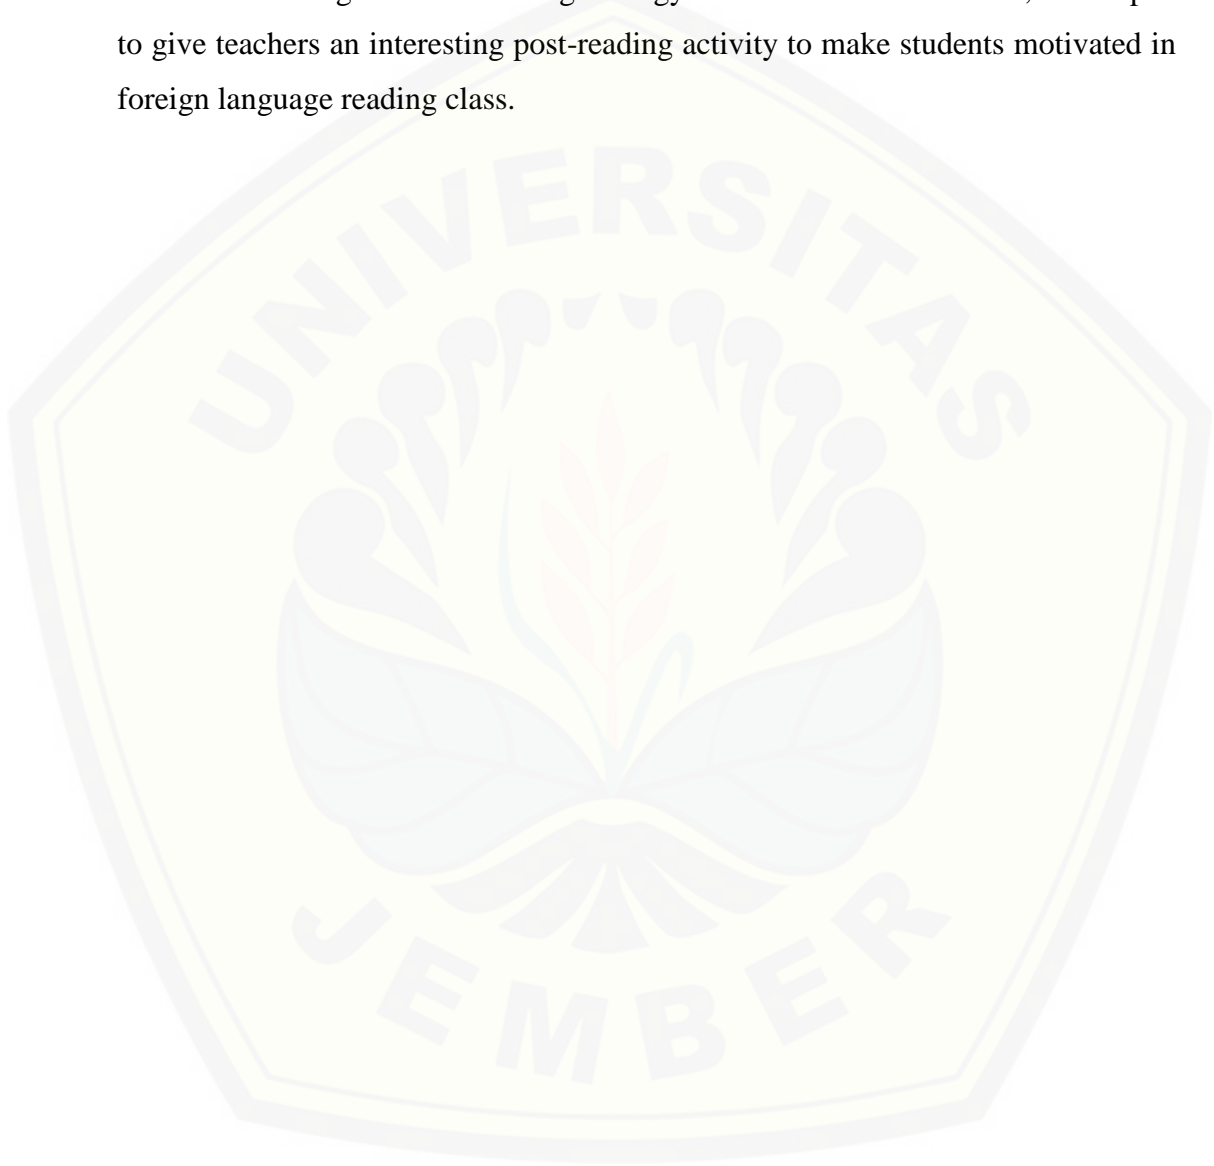 to give teachers an interesting post-reading activity to make students motivated in
foreign language reading class.
UNIVERSITAS
JEMBER